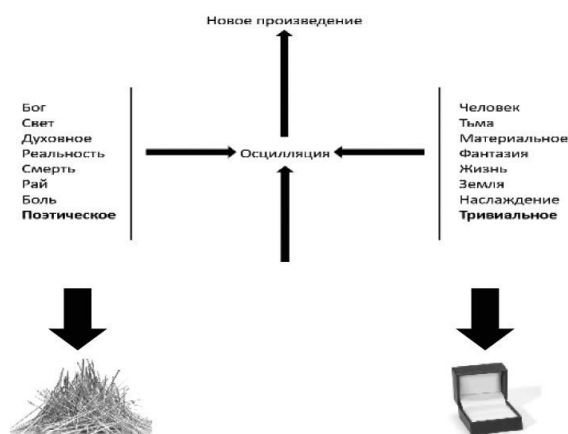 Новое произведение
Бог
Свет
Духовное
Реальность
Смерть
Рай
Боль
Поэтическое
Осцилляция
Человек
Тьма
Материальное
Фантазия
Жизнь
Земля
Наслаждение
Тривиальное